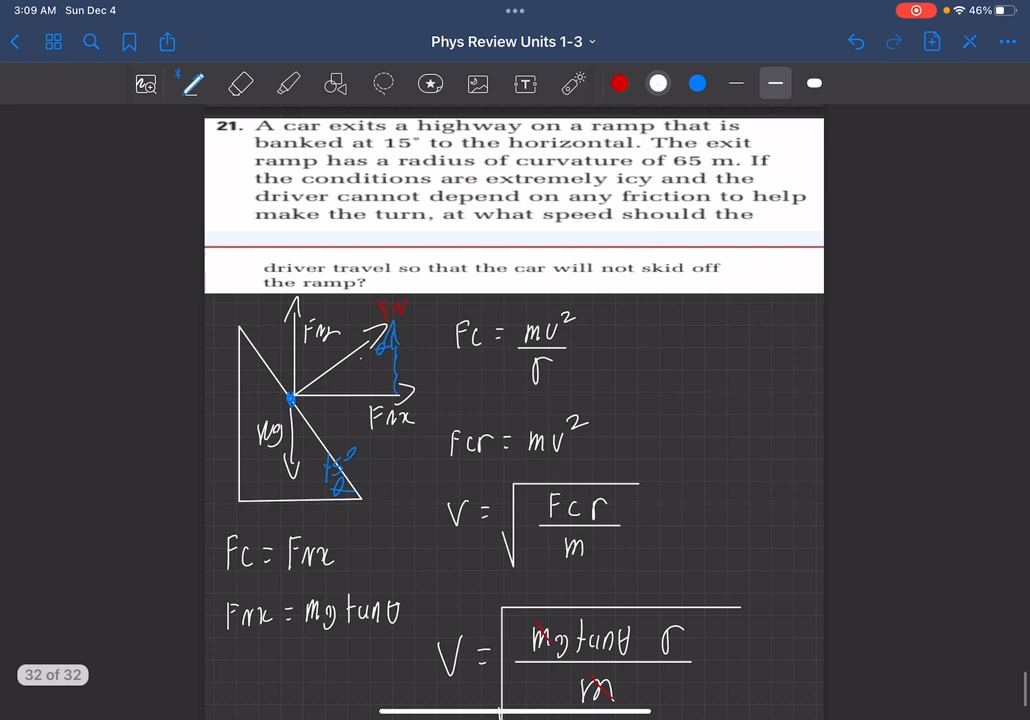 3:09 AM Sun Dec 4
46%
Phys Review Units 1-3
T
21. A car exits a highway on a ramp that is
banked at 15° to the horizontal. The exit
ramp has a radius of curvature of 65 m. If
the conditions are extremely icy and the
driver cannot depend on any friction to help
make the turn, at what speed should the
driver travel so that the car will not skid off
the ramp?
FN
FNy
FNx
mg
15°
Fc = mv²
r
Fcr = mv²
V = √
Fc r
m
Fc = FNx
FNx = mg tanθ
V = √
mg tanθ r
m
32 of 32